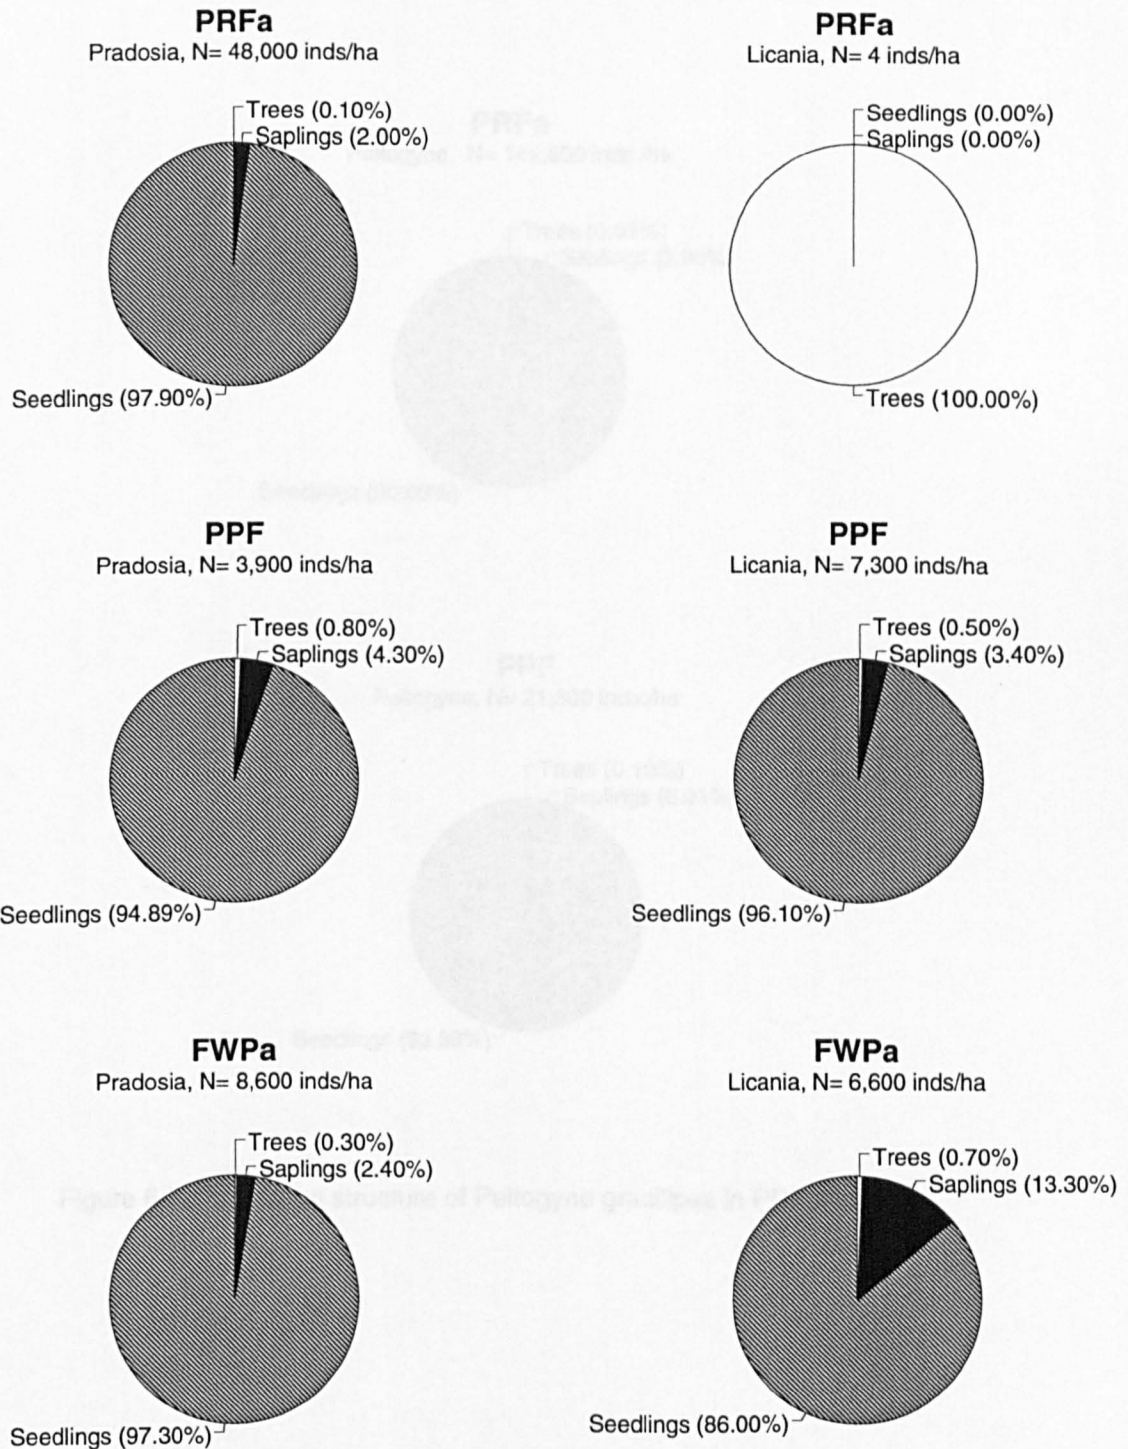 PRFa
Pradosia, N= 48,000 inds/ha
Trees (0.10%)
Saplings (2.00%)
Seedlings (97.90%)
PRFa
Licania, N= 4 inds/ha
Seedlings (0.00%)
Saplings (0.00%)
Trees (100.00%)
PPF
Pradosia, N= 3,900 inds/ha
Trees (0.80%)
Saplings (4.30%)
Seedlings (94.89%)
PPF
Licania, N= 7,300 inds/ha
Trees (0.50%)
Saplings (3.40%)
Seedlings (96.10%)
FWPa
Pradosia, N= 8,600 inds/ha
Trees (0.30%)
Saplings (2.40%)
Seedlings (97.30%)
FWPa
Licania, N= 6,600 inds/ha
Trees (0.70%)
Saplings (13.30%)
Seedlings (86.00%)